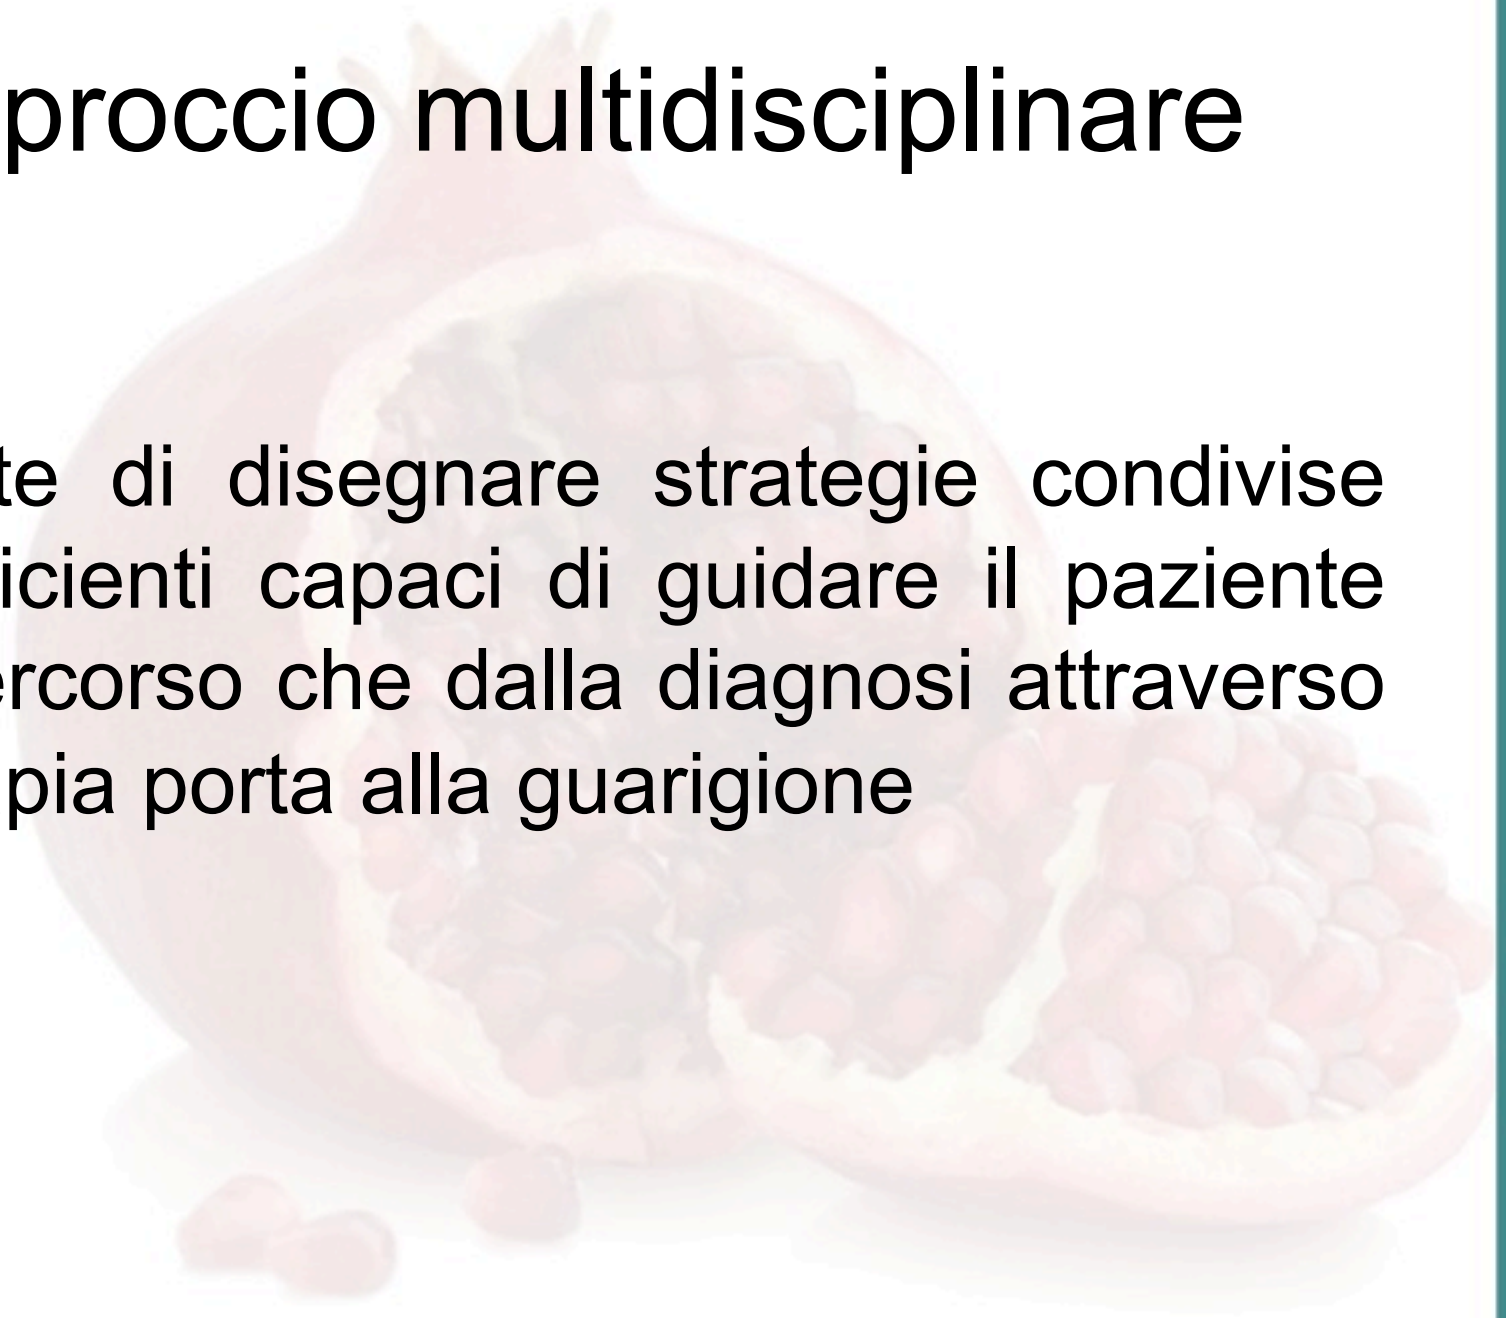 proccio multidisciplinare
te di disegnare strategie condivise
icienti capaci di guidare il paziente
ercorso che dalla diagnosi attraverso
pia porta alla guarigione